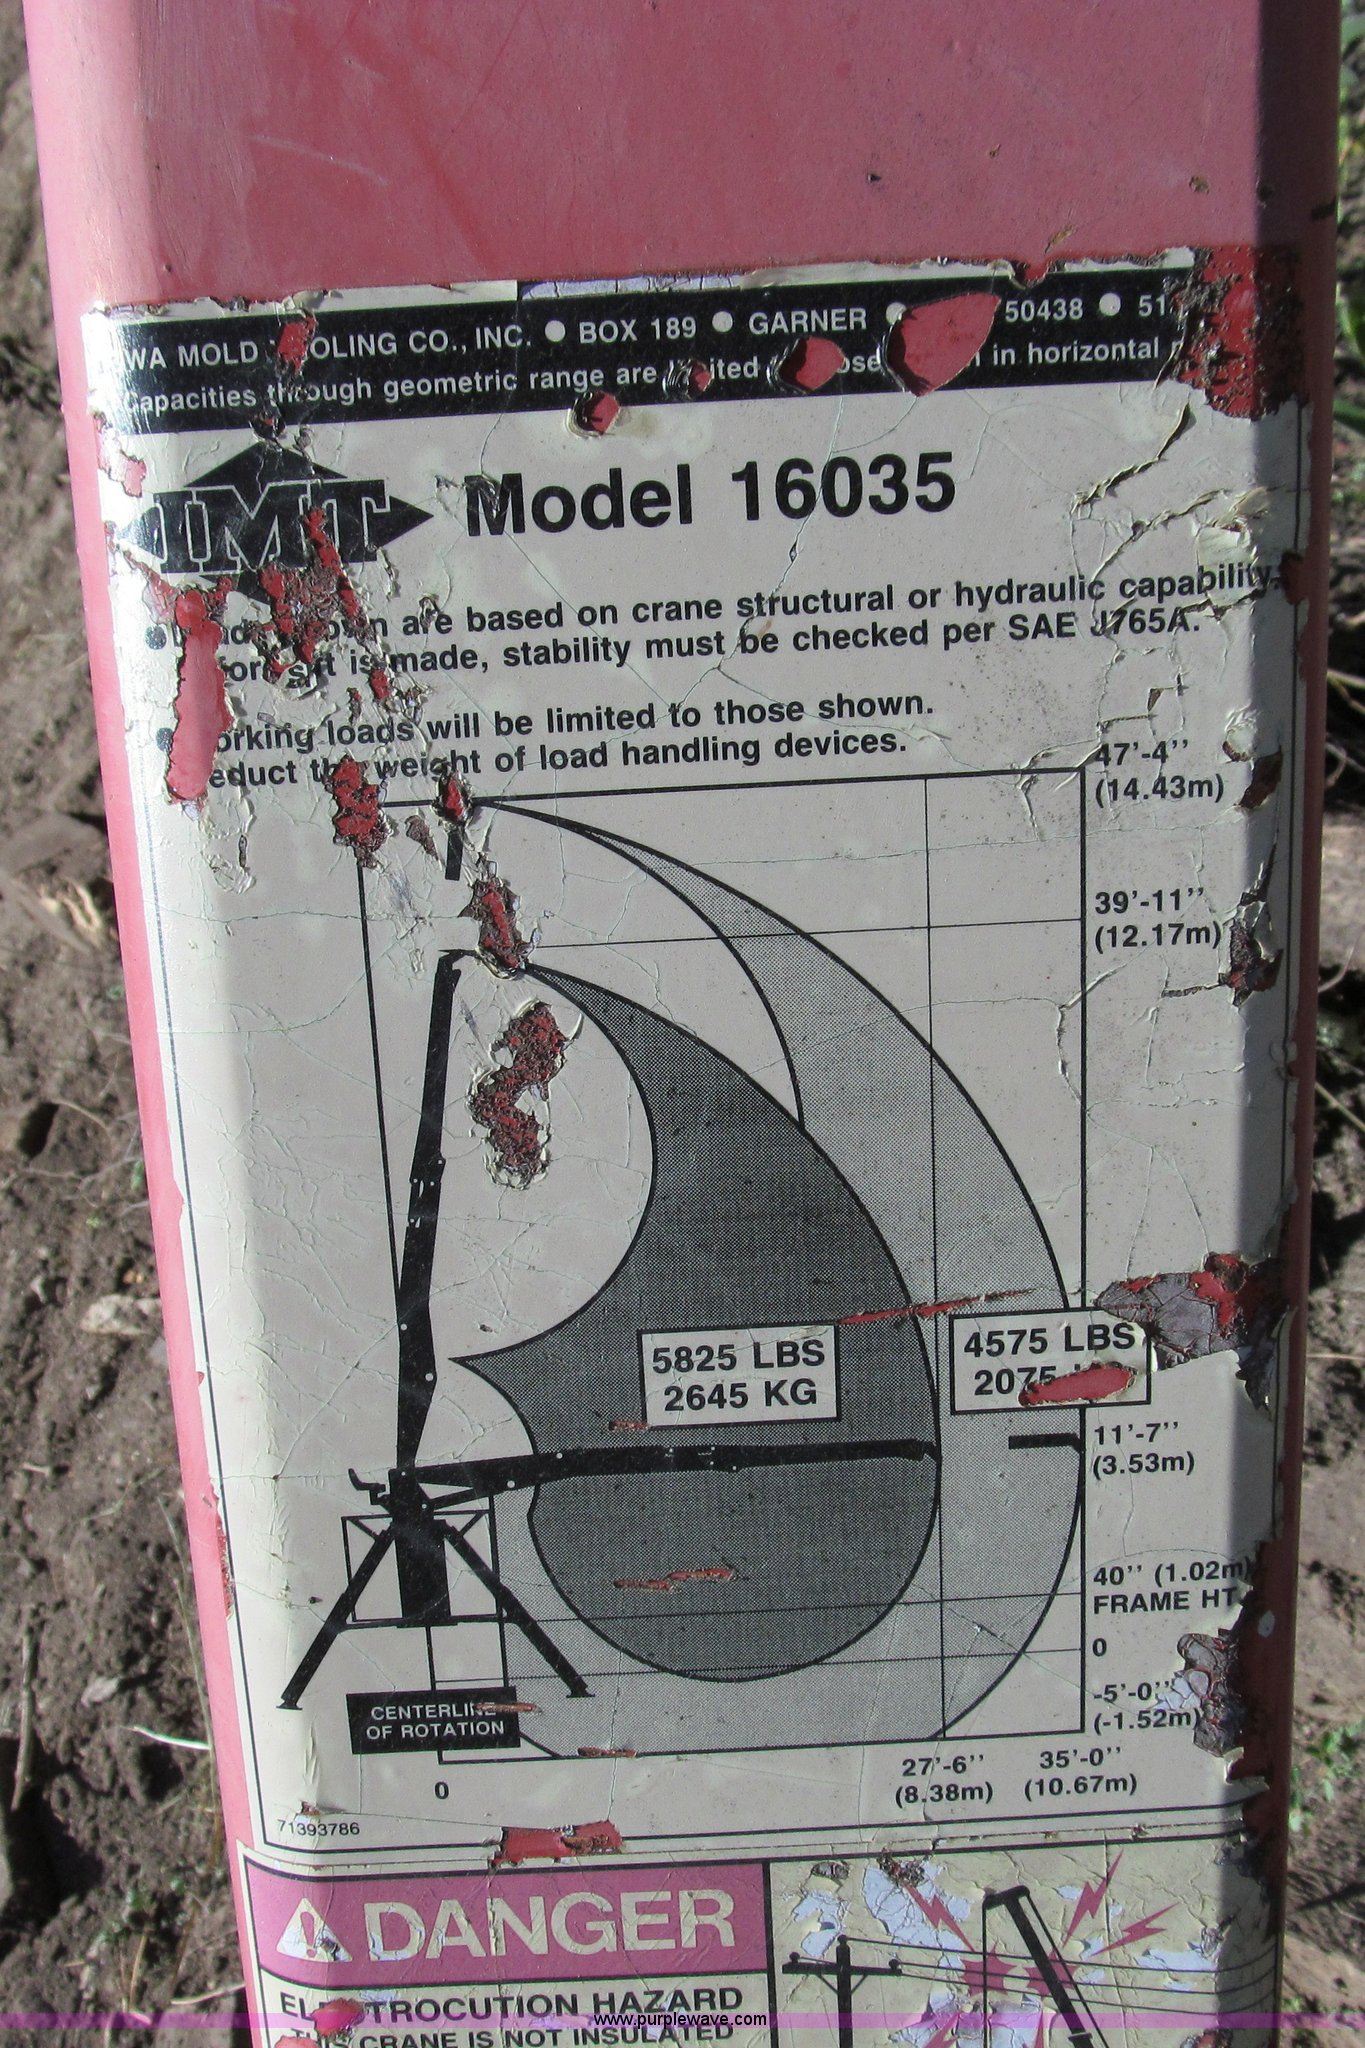 WA MOLD OLING CO., INC. ● BOX 189 ● GARNER ● 50438 ● 51
Capacities through geometric range are in horizontal
IMT Model 16035
● are based on crane structural or hydraulic capability.
is made, stability must be checked per SAE J765A.
● orking loads will be limited to those shown.
educt the weight of load handling devices.
47'-4''
(14.43m)
39'-11''
(12.17m)
5825 LBS
2645 KG
4575 LBS
2075
11'-7''
(3.53m)
40'' (1.02m)
FRAME HT.
0
-5'-0''
(-1.52m)
CENTERLINE
OF ROTATION
0
27'-6''
(8.38m)
35'-0''
(10.67m)
71393786
DANGER
ELECTROCUTION HAZARD
THIS CRANE IS NOT INSULATED
www.purplewave.com